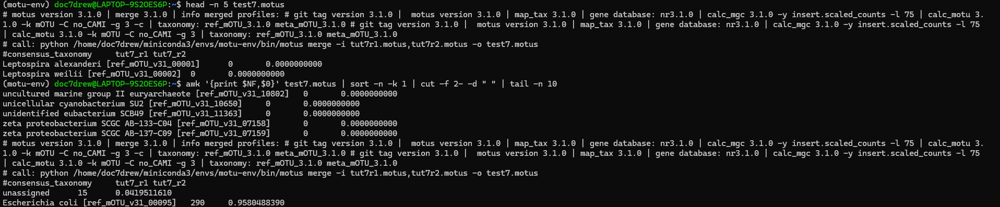 (motu-env) doc7drew@LAPTOP-9S2OES6P:~$ head -n 5 test7.motus
# motus version 3.1.0 | merge 3.1.0 | info merged profiles: # git tag version 3.1.0 |  motus version 3.1.0 | map_tax 3.1.0 | gene database: nr3.1.0 | calc_mgc 3.1.0 -y insert.scaled_counts -l 75 | calc_motu 3.
1.0 -k mOTU -C no_CAMI -g 3 -c | taxonomy: ref_mOTU_3.1.0 meta_mOTU_3.1.0 # git tag version 3.1.0 |  motus version 3.1.0 | map_tax 3.1.0 | gene database: nr3.1.0 | calc_mgc 3.1.0 -y insert.scaled_counts -l 75
| calc_motu 3.1.0 -k mOTU -C no_CAMI -g 3 | taxonomy: ref_mOTU_3.1.0 meta_mOTU_3.1.0
# call: python /home/doc7drew/miniconda3/envs/motu-env/bin/motus merge -i tut7r1.motus,tut7r2.motus -o test7.motus
#consensus_taxonomy     tut7_r1 tut7_r2
Leptospira alexanderi [ref_mOTU_v31_00001]      0       0.0000000000
Leptospira weilii [ref_mOTU_v31_00002]  0       0.0000000000
(motu-env) doc7drew@LAPTOP-9S2OES6P:~$ awk '{print $NF,$0}' test7.motus | sort -n -k 1 | cut -f 2- -d " " | tail -n 10
uncultured marine group II euryarchaeote [ref_mOTU_v31_10802]   0       0.0000000000
unicellular cyanobacterium SU2 [ref_mOTU_v31_10650]     0       0.0000000000
unidentified eubacterium SCB49 [ref_mOTU_v31_11363]     0       0.0000000000
zeta proteobacterium SCGC AB-133-C04 [ref_mOTU_v31_07158]       0       0.0000000000
zeta proteobacterium SCGC AB-137-C09 [ref_mOTU_v31_07159]       0       0.0000000000
# motus version 3.1.0 | merge 3.1.0 | info merged profiles: # git tag version 3.1.0 |  motus version 3.1.0 | map_tax 3.1.0 | gene database: nr3.1.0 | calc_mgc 3.1.0 -y insert.scaled_counts -l 75 | calc_motu 3.
1.0 -k mOTU -C no_CAMI -g 3 -c | taxonomy: ref_mOTU_3.1.0 meta_mOTU_3.1.0 # git tag version 3.1.0 |  motus version 3.1.0 | map_tax 3.1.0 | gene database: nr3.1.0 | calc_mgc 3.1.0 -y insert.scaled_counts -l 75
| calc_motu 3.1.0 -k mOTU -C no_CAMI -g 3 | taxonomy: ref_mOTU_3.1.0 meta_mOTU_3.1.0
# call: python /home/doc7drew/miniconda3/envs/motu-env/bin/motus merge -i tut7r1.motus,tut7r2.motus -o test7.motus
#consensus_taxonomy     tut7_r1 tut7_r2
unassigned      15      0.0419511610
Escherichia coli [ref_mOTU_v31_00095]   290     0.9580488390